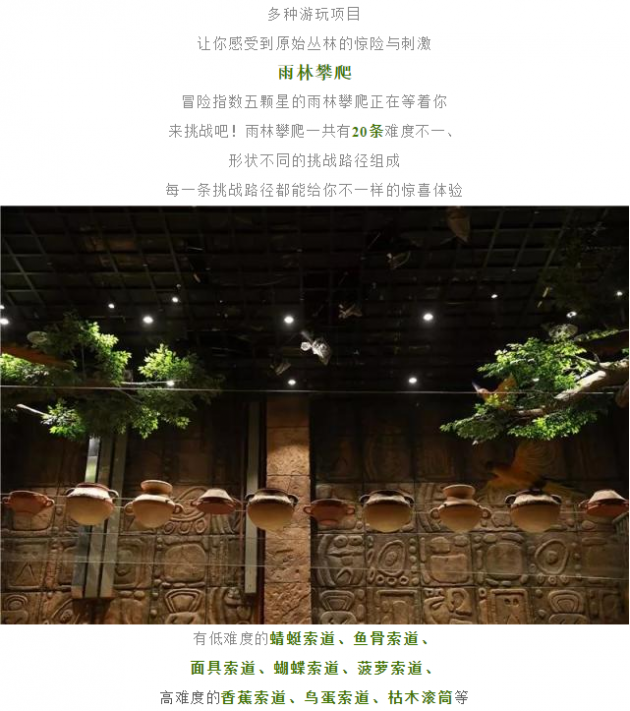 多种游玩项目
让你感受到原始丛林的惊险与刺激
雨林攀爬
冒险指数五颗星的雨林攀爬正在等着你
来挑战吧！雨林攀爬一共有20条难度不一、
形状不同的挑战路径组成
每一条挑战路径都能给你不一样的惊喜体验
有低难度的蜻蜓索道、鱼骨索道、
面具索道、蝴蝶索道、菠萝索道、
高难度的香蕉索道、鸟蛋索道、枯木滚筒等